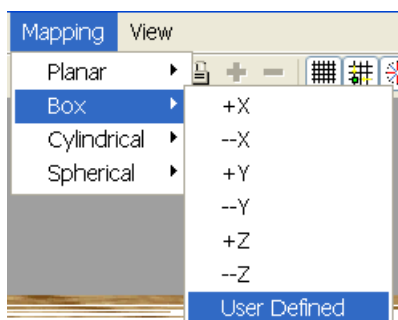 Mapping View
Planar
Box
Cylindrical
Spherical
+X
--X
+Y
--Y
+Z
--Z
User Defined